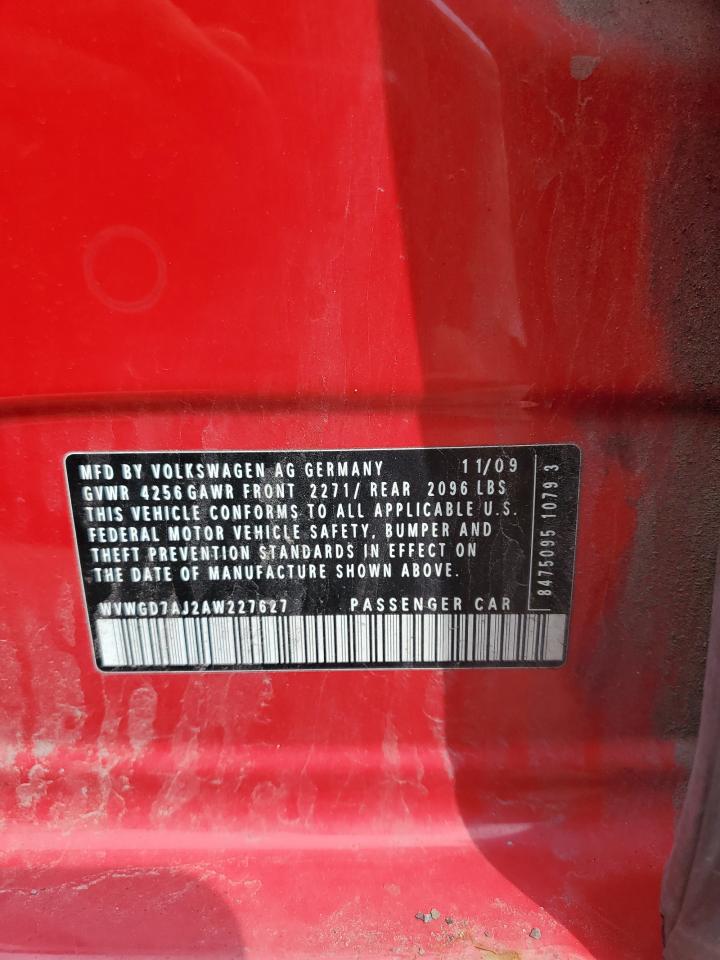 MFD BY VOLKSWAGEN AG GERMANY 11/09
GVWR 4256 GAWR FRONT 2271/ REAR 2096 LBS
THIS VEHICLE CONFORMS TO ALL APPLICABLE U.S.
FEDERAL MOTOR VEHICLE SAFETY, BUMPER AND
THEFT PREVENTION STANDARDS IN EFFECT ON
THE DATE OF MANUFACTURE SHOWN ABOVE.
WVWGD7AJ2AW227627 PASSENGER CAR
8475095 10793